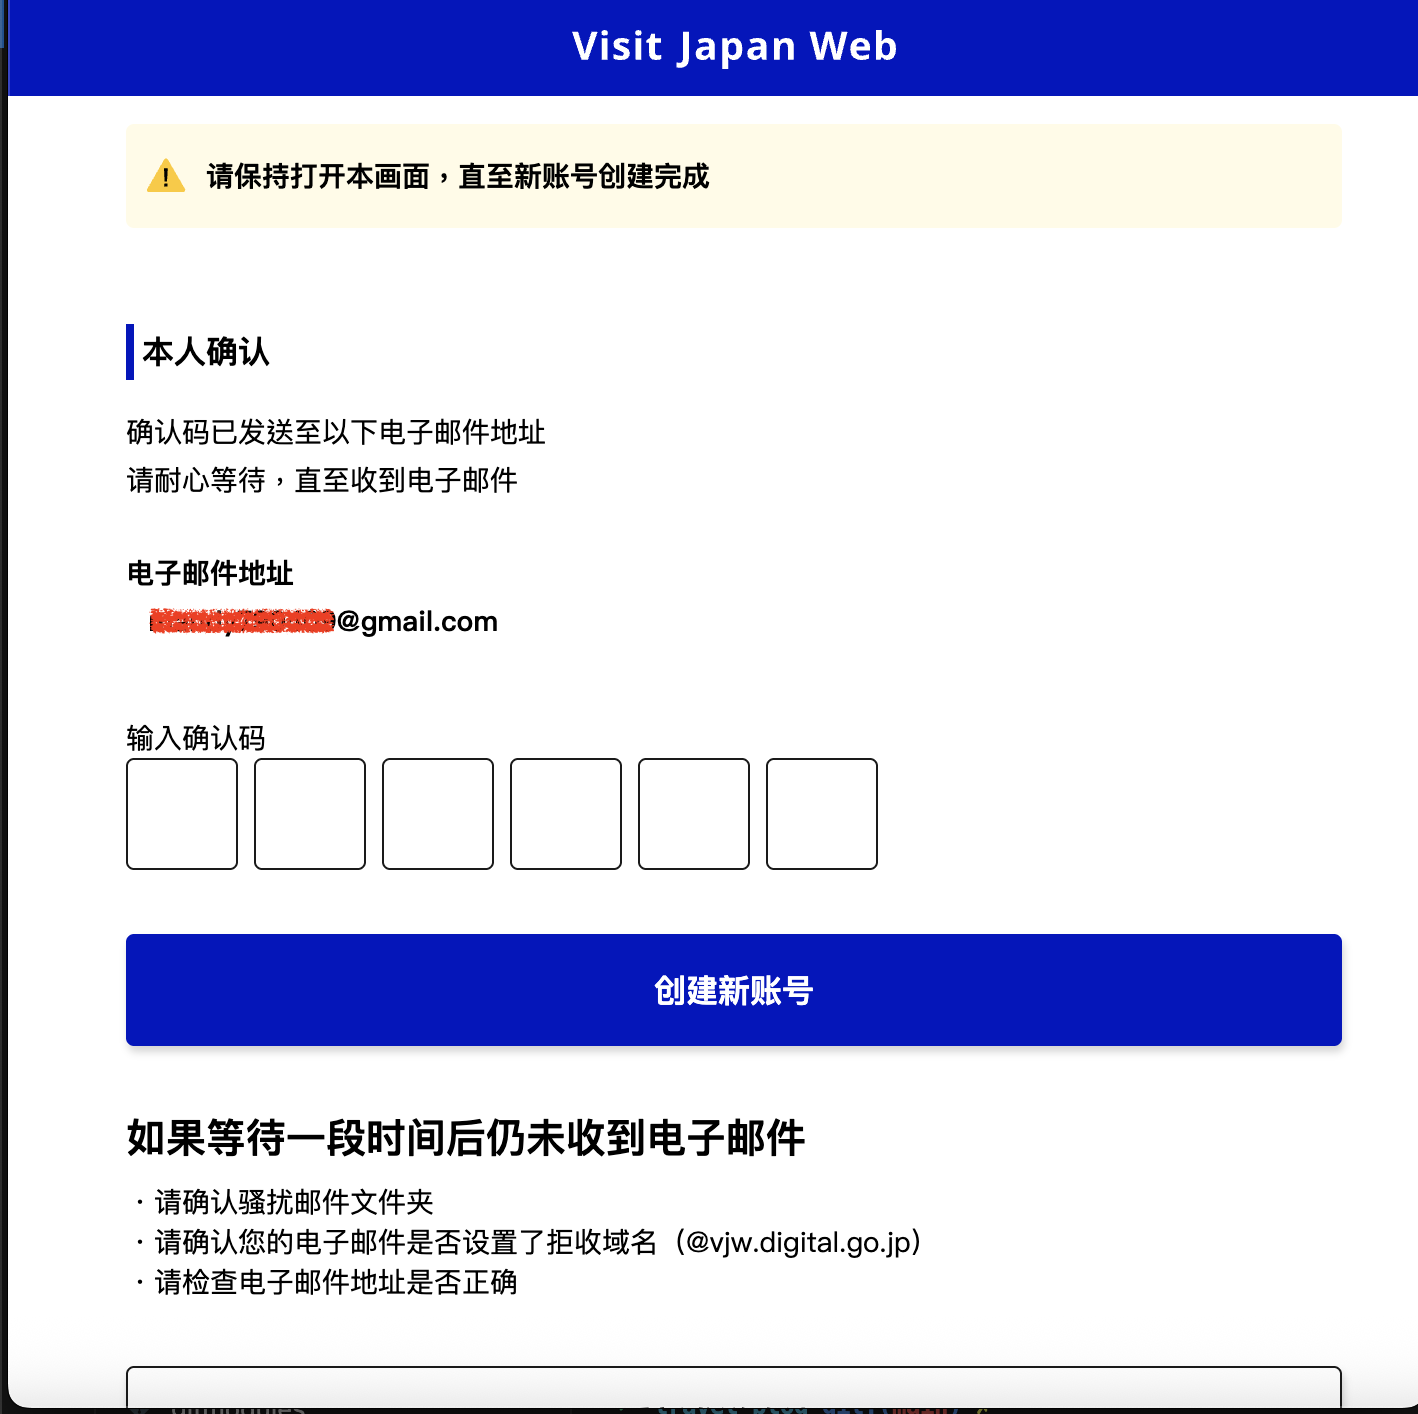 Visit Japan Web
请保持打开本画面，直至新账号创建完成
本人确认
确认码已发送至以下电子邮件地址
请耐心等待，直至收到电子邮件
电子邮件地址
@gmail.com
输入确认码
创建新账号
如果等待一段时间后仍未收到电子邮件
・请确认骚扰邮件文件夹
・请确认您的电子邮件是否设置了拒收域名（@vjw.digital.go.jp）
・请检查电子邮件地址是否正确